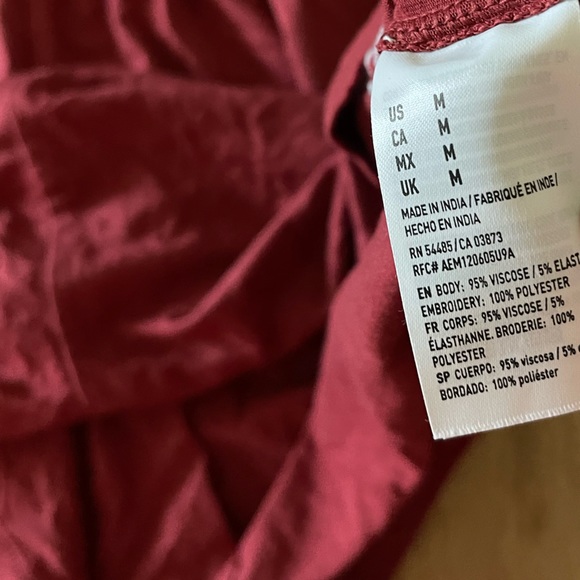 US M
CA M
MX M
UK M
MADE IN INDIA / FABRIQUÉ EN INDE/
HECHO EN INDIA
RN 54485/CA 03873
RFC# AEM120605U9A
EN BODY: 95% VISCOSE / 5% ELAST
EMBROIDERY: 100% POLYESTER
FR CORPS: 95% VISCOSE / 5%
ÉLASTHANNE. BRODERIE: 100%
POLYESTER
SP CUERPO: 95% viscosa / 5%
BORDADO: 100% poliéster